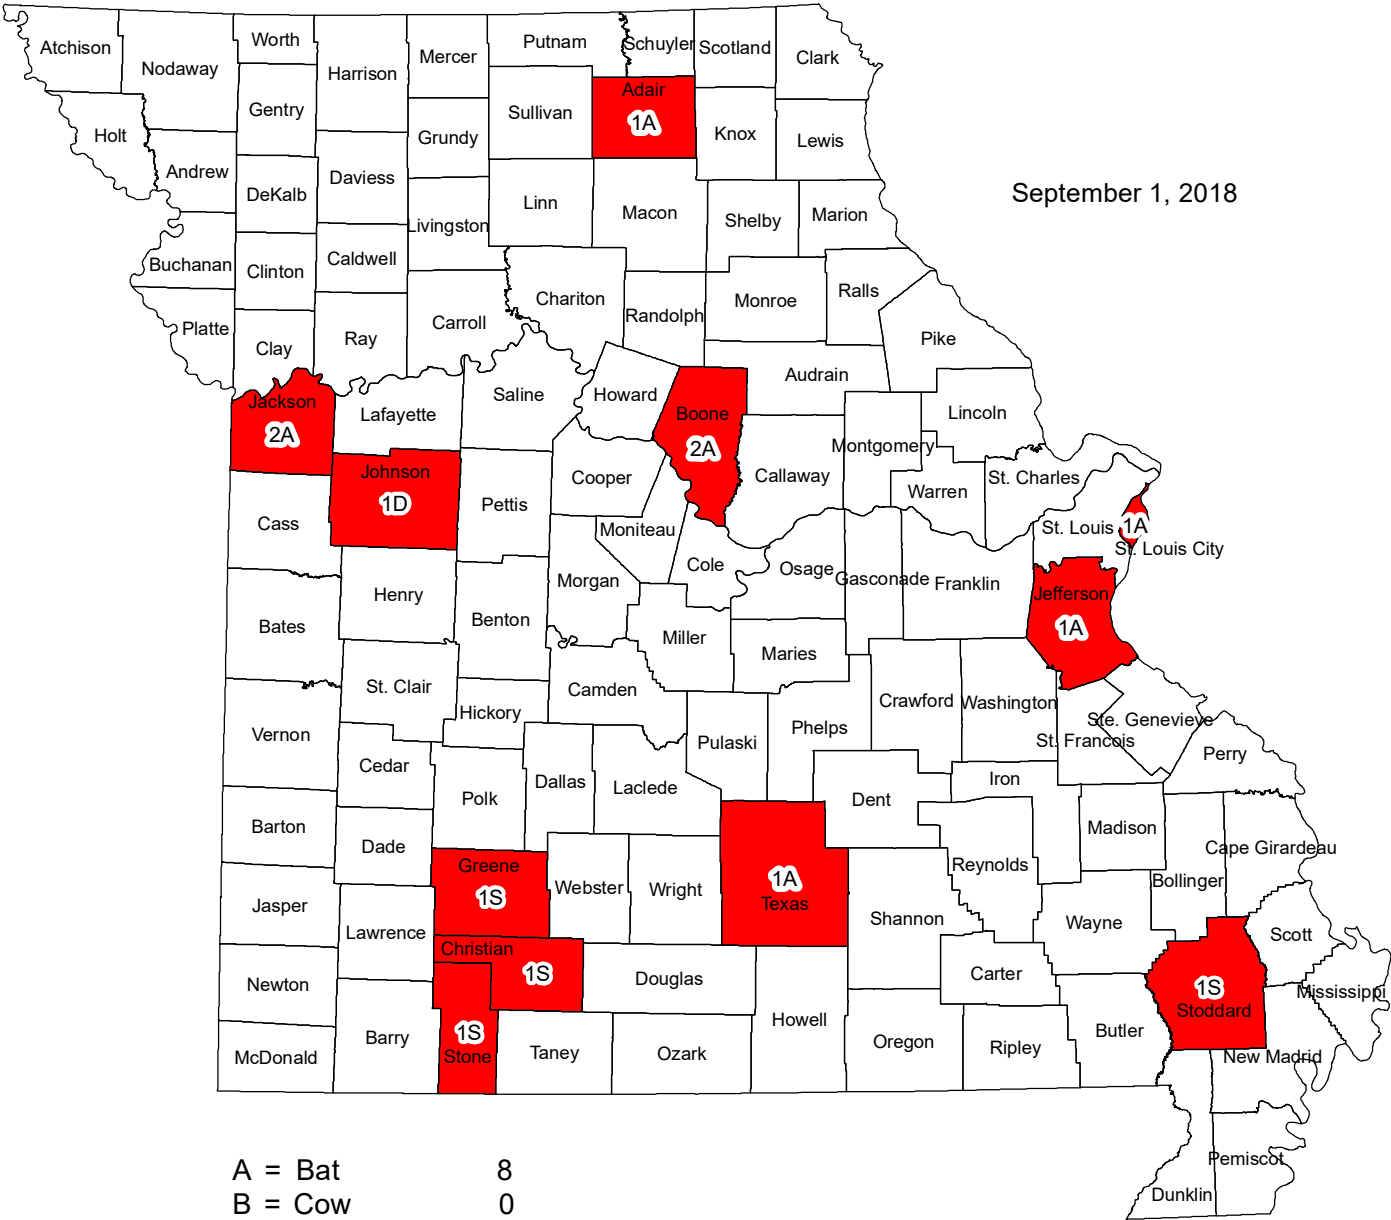 Atchison
Nodaway
Worth
Harrison
Mercer
Putnam
Schuyler
Scotland
Clark
Gentry
Sullivan
Adair
1A
Knox
Lewis
Holt
Andrew
DeKalb
Daviess
Grundy
Livingston
Linn
Macon
Shelby
Marion
September 1, 2018
Buchanan
Clinton
Caldwell
Chariton
Randolph
Monroe
Ralls
Pike
Platte
Clay
Ray
Carroll
Saline
Howard
Boone
2A
Audrain
Lincoln
Jackson
2A
Lafayette
Johnson
1D
Pettis
Cooper
Callaway
Montgomery
Warren
St. Charles
St. Louis
1A
St. Louis City
Cass
Moniteau
Cole
Osage
Gasconade
Franklin
Jefferson
1A
Henry
Benton
Morgan
Miller
Maries
Bates
St. Clair
Hickory
Camden
Pulaski
Phelps
Crawford
Washington
Ste. Genevieve
St. Francois
Perry
Vernon
Cedar
Polk
Dallas
Laclede
Dent
Iron
Madison
Barton
Dade
Greene
1S
Webster
Wright
1A
Texas
Reynolds
Cape Girardeau
Bollinger
Jasper
Lawrence
Christian
1S
Shannon
Wayne
Scott
Newton
Douglas
Carter
1S
Stoddard
Mississippi
McDonald
Barry
1S
Stone
Taney
Ozark
Howell
Oregon
Ripley
Butler
New Madrid
Pemiscot
Dunklin
A = Bat 8
B = Cow 0